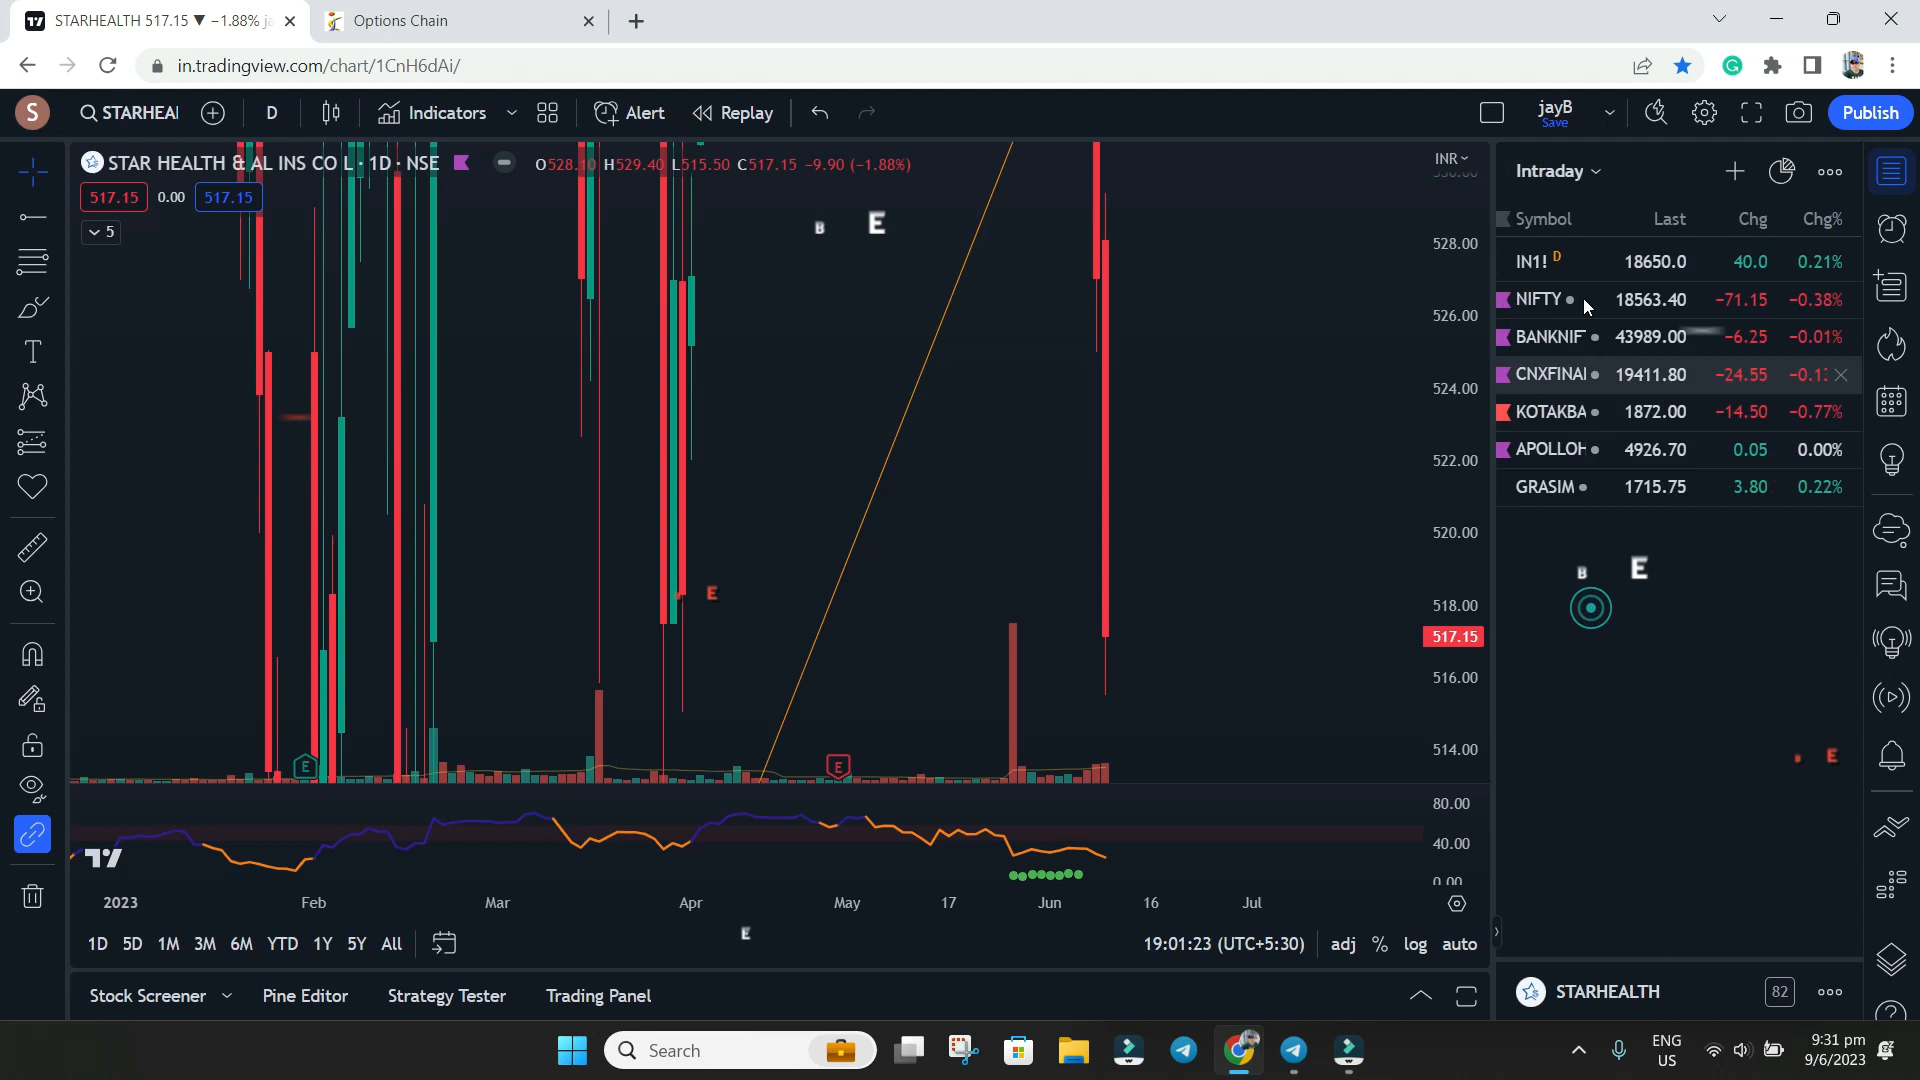 STARHEALTH 517.15 ▼ −1.88% ja
Options Chain
in.tradingview.com/chart/1CnH6dAi/
S
STARHEAL
D
Indicators
Alert
Replay
jayB
Save
Publish
STAR HEALTH & AL INS CO L · 1D · NSE
O528.10 H529.40 L515.50 C517.15 −9.90 (−1.88%)
INR
517.15 0.00 517.15
5
B E
528.00
526.00
524.00
522.00
520.00
518.00
517.15
516.00
514.00
E
E
E
80.00
40.00
0.00
2023 Feb Mar Apr May 17 Jun 16 Jul
E
1D 5D 1M 3M 6M YTD 1Y 5Y All
19:01:23 (UTC+5:30) adj % log auto
Stock Screener Pine Editor Strategy Tester Trading Panel
Intraday
Symbol Last Chg Chg%
IN1! D 18650.0 40.0 0.21%
NIFTY 18563.40 −71.15 −0.38%
BANKNIF 43989.00 −6.25 −0.01%
CNXFINAI 19411.80 −24.55 −0.1
KOTAKBA 1872.00 −14.50 −0.77%
APOLLOH 4926.70 0.05 0.00%
GRASIM 1715.75 3.80 0.22%
B E
E
STARHEALTH 82
Search
ENG
US
9:31 pm
9/6/2023